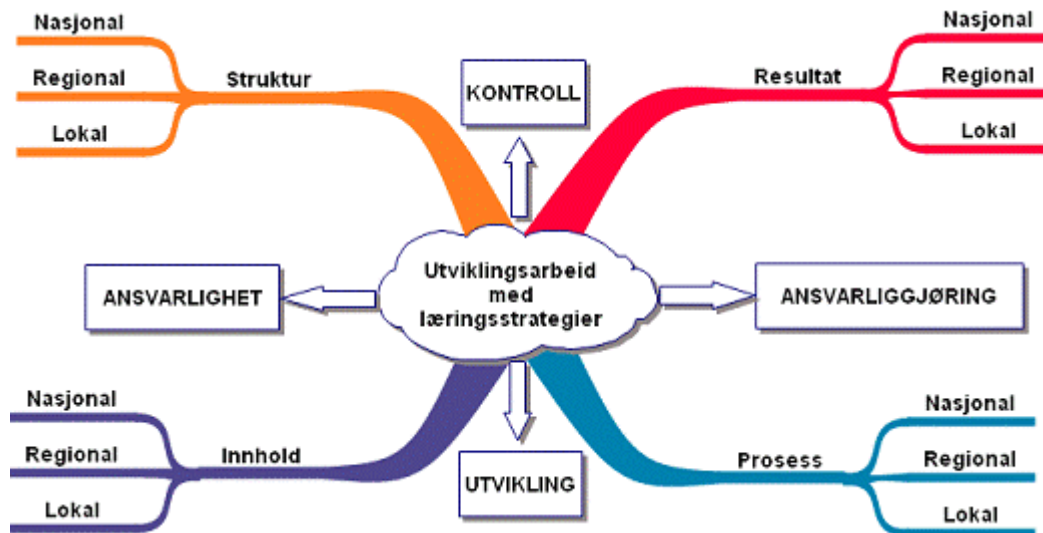 Nasjonal
Regional
Lokal
Struktur
KONTROLL
Resultat
Nasjonal
Regional
Lokal
ANSVARLIGHET
Utviklingsarbeid
med
læringsstrategier
ANSVARLIGGJØRING
Nasjonal
Regional
Lokal
Innhold
UTVIKLING
Prosess
Nasjonal
Regional
Lokal